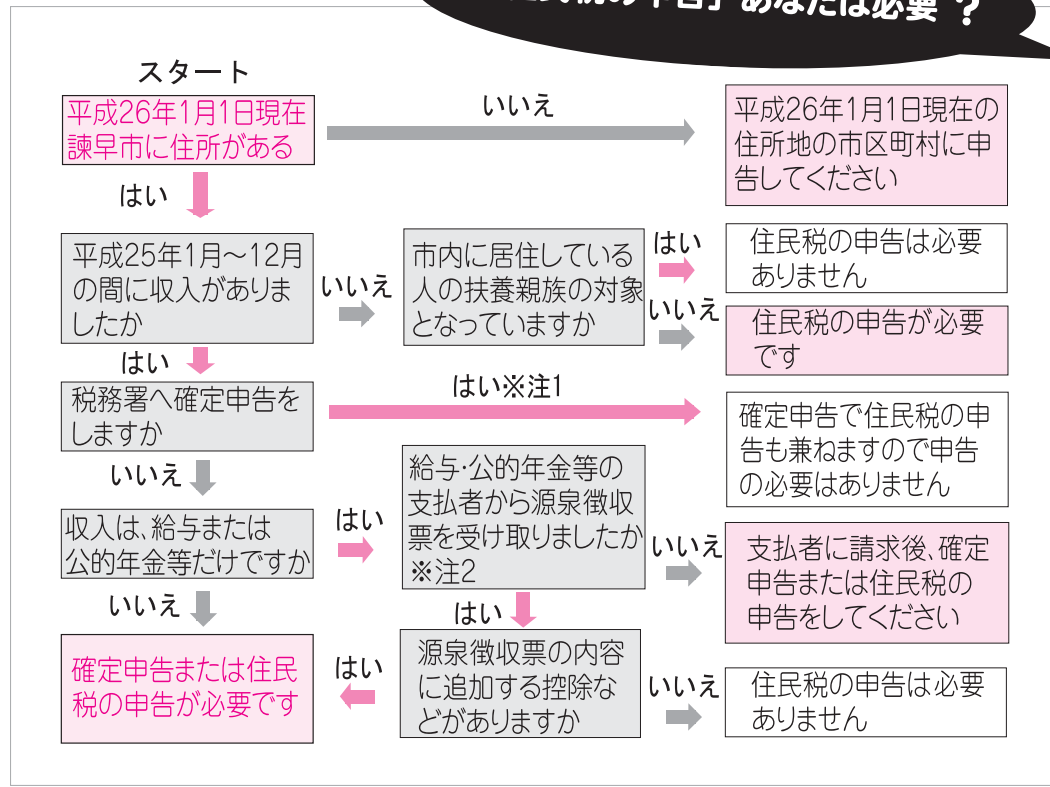 民税の申告」あなたは必要？
スタート
平成26年1月1日現在
諫早市に住所がある
いいえ
平成26年1月1日現在の
住所地の市区町村に申
告してください
はい
平成25年1月～12月
の間に収入がありま
したか
いいえ
市内に居住している
人の扶養親族の対象
となっていますか
はい
住民税の申告は必要
ありません
いいえ
住民税の申告が必要
です
はい
税務署へ確定申告を
しますか
はい※注1
確定申告で住民税の申
告も兼ねますので申告
の必要はありません
いいえ
収入は、給与または
公的年金等だけですか
はい
給与・公的年金等の
支払者から源泉徴収
票を受け取りましたか
※注2
いいえ
支払者に請求後、確定
申告または住民税の
申告をしてください
いいえ
はい
確定申告または住民
税の申告が必要です
はい
源泉徴収票の内容
に追加する控除な
どがありますか
いいえ
住民税の申告は必要
ありません